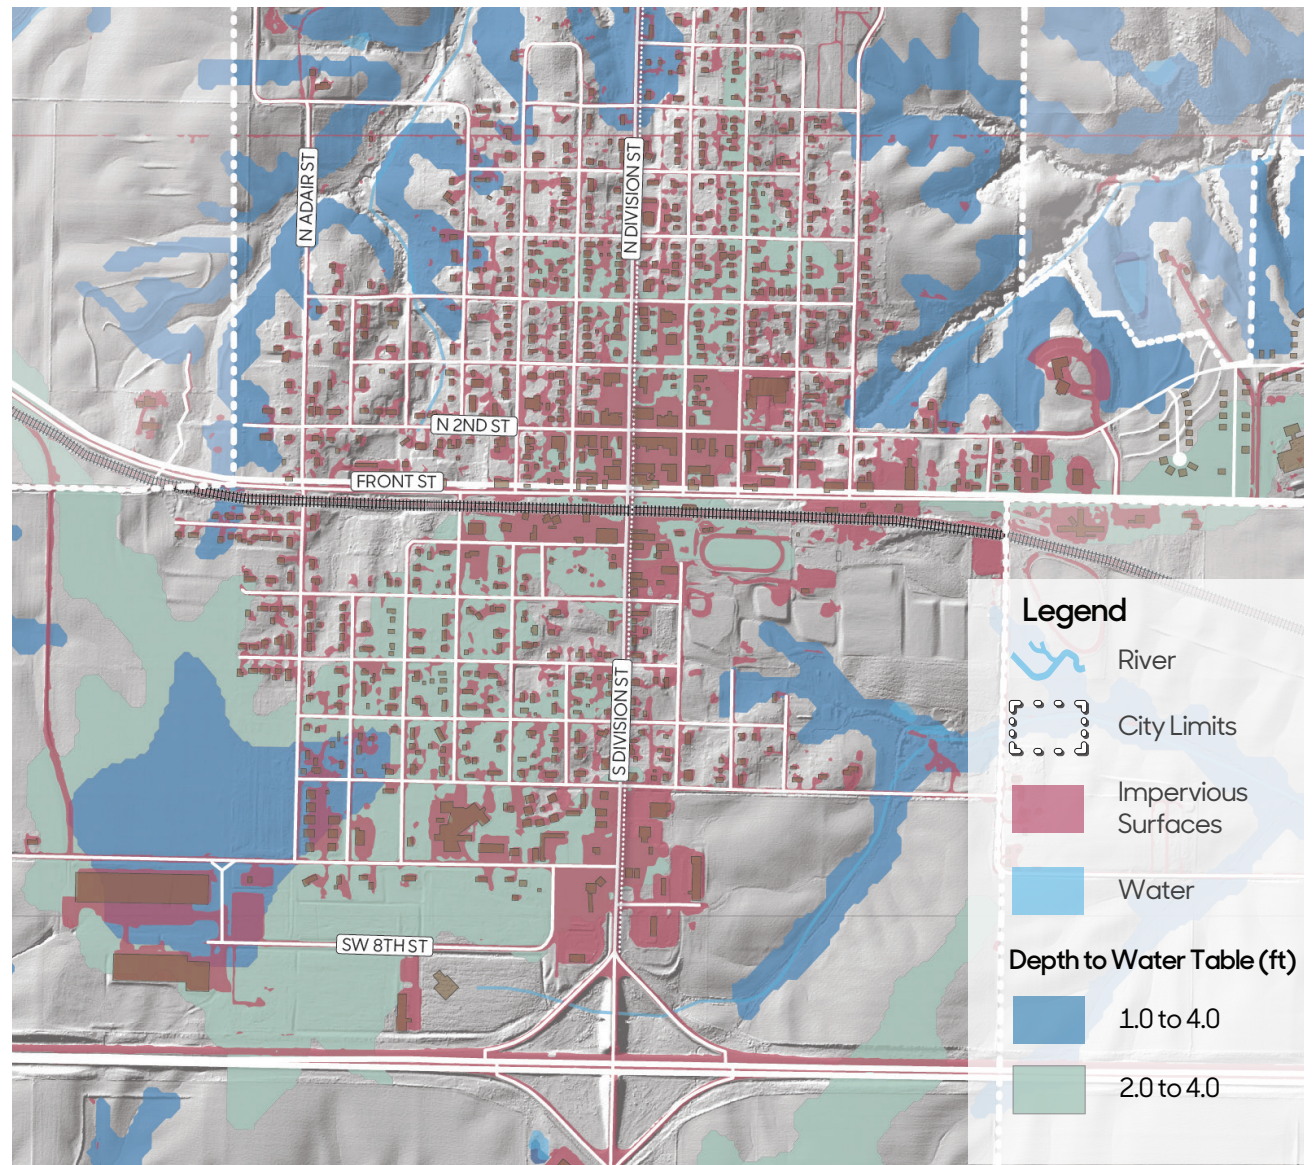 N ADAIR ST
N DIVISION ST
N 2ND ST
FRONT ST
S DIVISION ST
SW 8TH ST
Legend
River
City Limits
Impervious
Surfaces
Water
Depth to Water Table (ft)
1.0 to 4.0
2.0 to 4.0